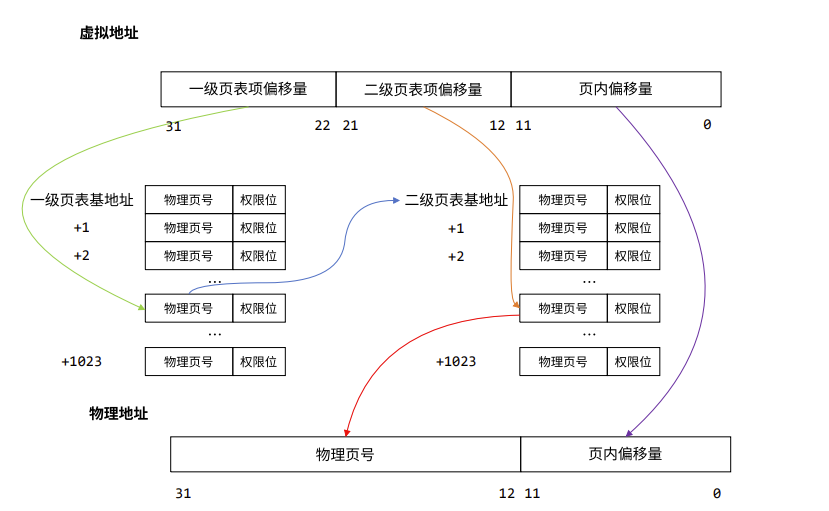 虚拟地址
一级页表项偏移量 二级页表项偏移量 页内偏移量
31 22 21 12 11 0
一级页表基地址 物理页号 权限位 二级页表基地址 物理页号 权限位
+1 物理页号 权限位 +1 物理页号 权限位
+2 物理页号 权限位 +2 物理页号 权限位
... ...
物理页号 权限位 物理页号 权限位
... ...
+1023 物理页号 权限位 +1023 物理页号 权限位
物理地址
物理页号 页内偏移量
31 12 11 0